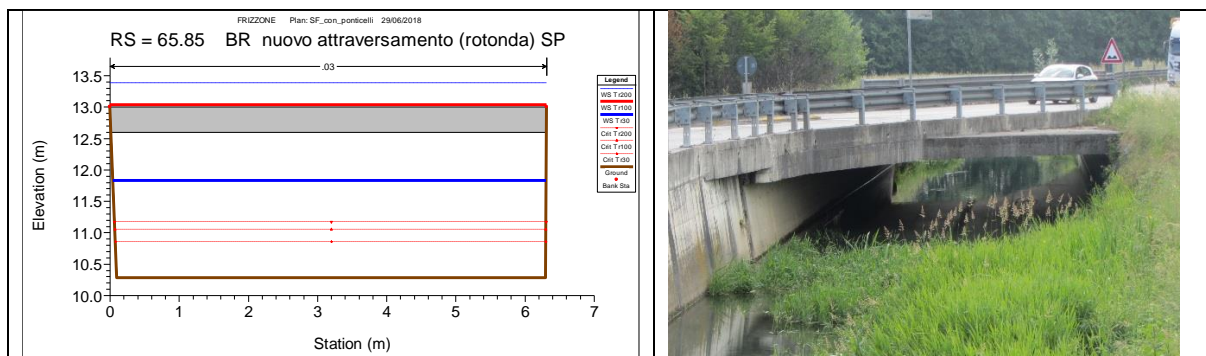 FRIZZONE Plan: SF_con_ponticelli 29/06/2018
RS = 65.85 BR nuovo attraversamento (rotonda) SP
.03
13.5
13.0
12.5
12.0
11.5
11.0
10.5
10.0
Elevation (m)
0 1 2 3 4 5 6 7
Station (m)
Legend
WS Tr200
WS Tr100
WS Tr30
Crit Tr200
Crit Tr100
Crit Tr30
Ground
Bank Sta